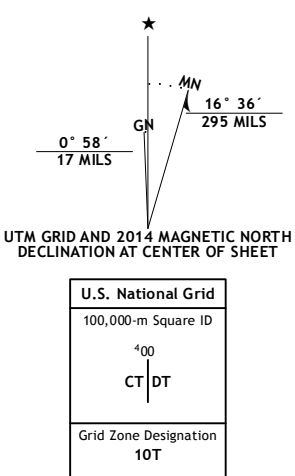 ★
MN
16° 36´
295 MILS
GN
0° 58´
17 MILS
UTM GRID AND 2014 MAGNETIC NORTH
DECLINATION AT CENTER OF SHEET
U.S. National Grid
100,000-m Square ID
⁴00
CT DT
Grid Zone Designation
10T